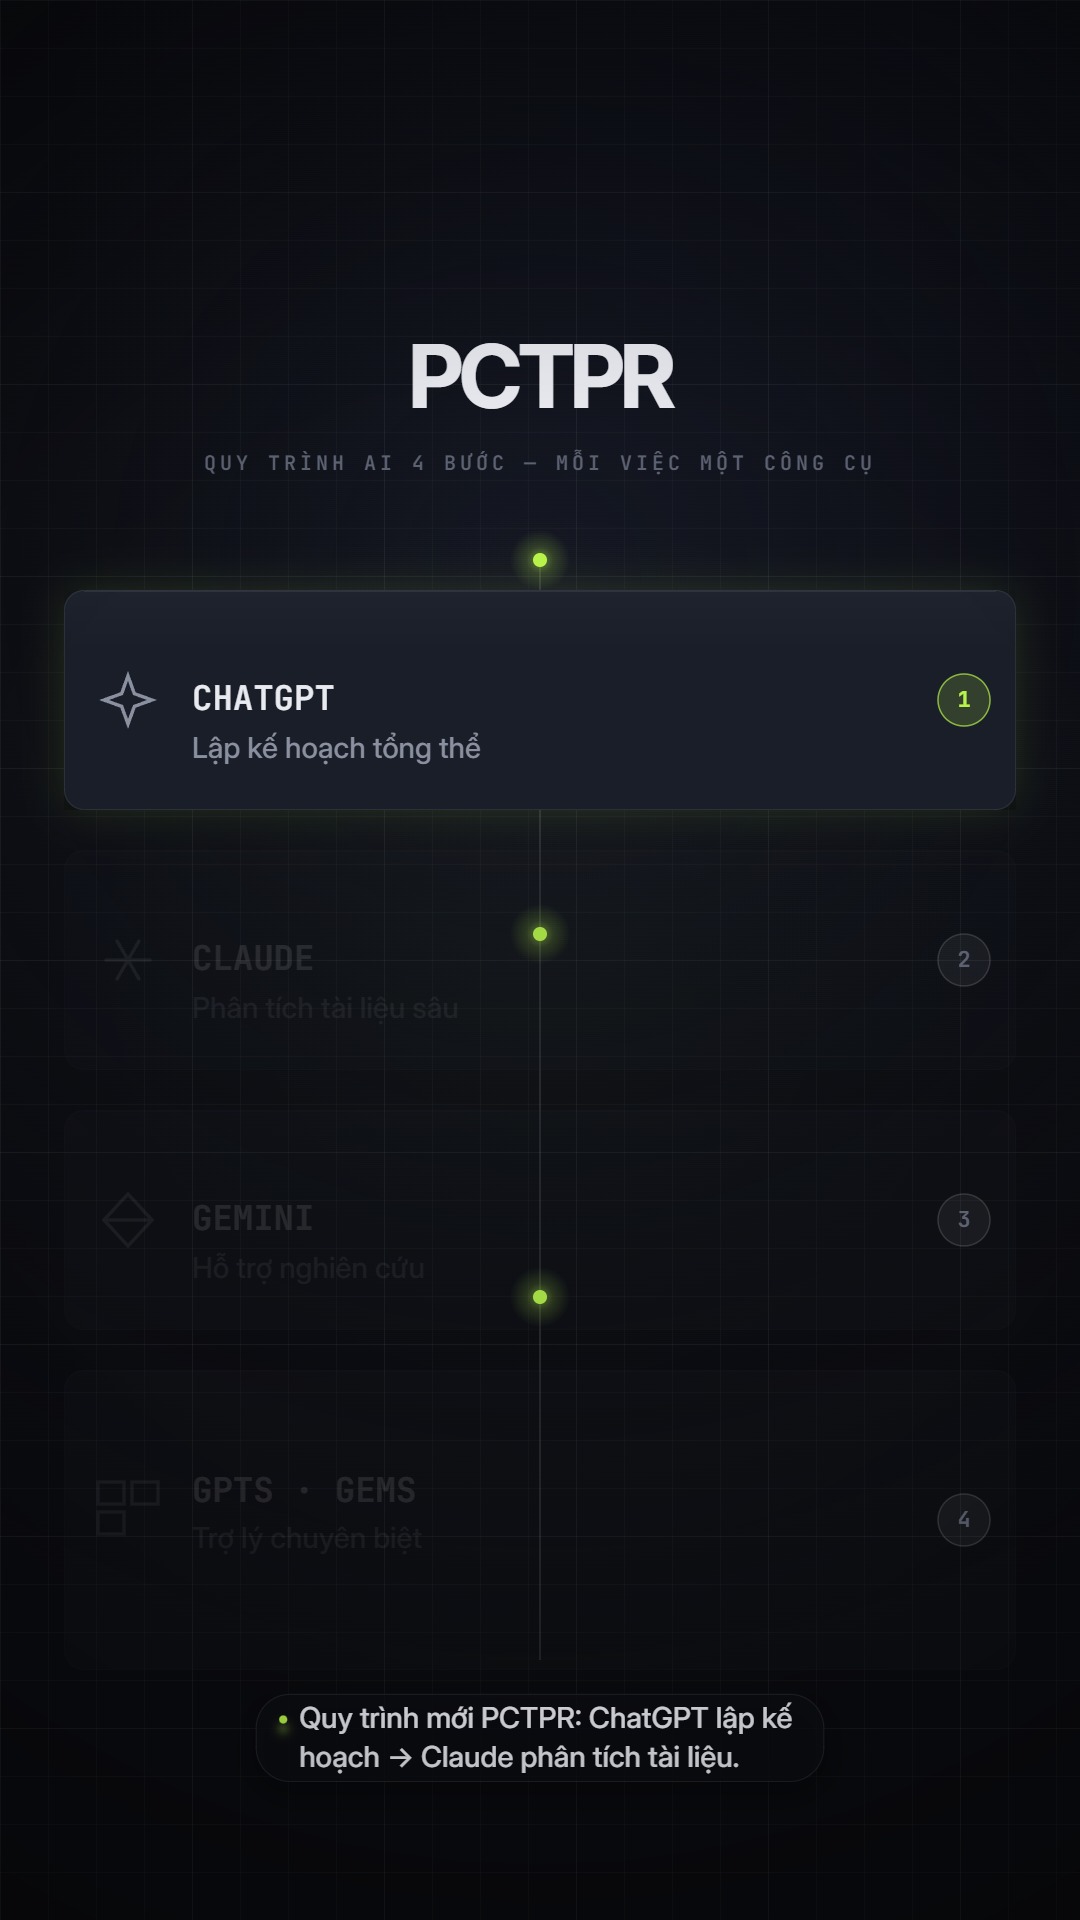 PCTPR
QUY TRÌNH AI 4 BƯỚC — MỖI VIỆC MỘT CÔNG CỤ
CHATGPT
1
Lập kế hoạch tổng thể
CLAUDE
2
Phân tích tài liệu sâu
GEMINI
3
Hỗ trợ nghiên cứu
GPTS · GEMS
4
Trợ lý chuyên biệt
Quy trình mới PCTPR: ChatGPT lập kế
hoạch → Claude phân tích tài liệu.